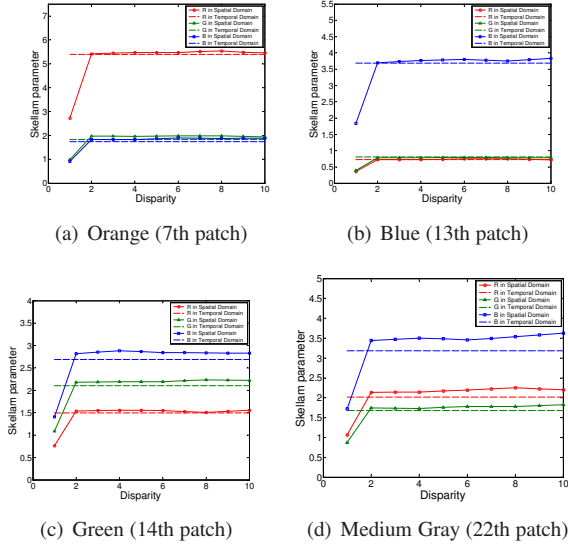 R in Spatial Domain
R in Temporal Domain
G in Spatial Domain
G in Temporal Domain
B in Spatial Domain
B in Temporal Domain
Skellam parameter
7
6
5
4
3
2
1
0
0 2 4 6 8 10
Disparity
(a) Orange (7th patch)
R in Spatial Domain
R in Temporal Domain
G in Spatial Domain
G in Temporal Domain
B in Spatial Domain
B in Temporal Domain
Skellam parameter
5.5
5
4.5
4
3.5
3
2.5
2
1.5
1
0.5
0
0 2 4 6 8 10
Disparity
(b) Blue (13th patch)
R in Spatial Domain
R in Temporal Domain
G in Spatial Domain
G in Temporal Domain
B in Spatial Domain
B in Temporal Domain
Skellam parameter
4
3.5
3
2.5
2
1.5
1
0.5
0
0 2 4 6 8 10
Disparity
(c) Green (14th patch)
R in Spatial Domain
R in Temporal Domain
G in Spatial Domain
G in Temporal Domain
B in Spatial Domain
B in Temporal Domain
Skellam parameter
5
4.5
4
3.5
3
2.5
2
1.5
1
0.5
0
0 2 4 6 8 10
Disparity
(d) Medium Gray (22th patch)